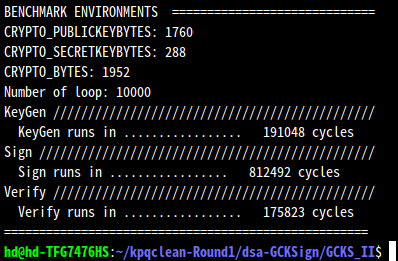 BENCHMARK ENVIRONMENTS  =============================
CRYPTO_PUBLICKEYBYTES: 1760
CRYPTO_SECRETKEYBYTES: 288
CRYPTO_BYTES: 1952
Number of loop: 10000
KeyGen //////////////////////////////////////////////
  KeyGen runs in .................   191048 cycles
Sign ////////////////////////////////////////////////
  Sign runs in .................   812492 cycles
Verify //////////////////////////////////////////////
  Verify runs in .................   175823 cycles
====================================================
hd@hd-TFG7476HS:~/kpqclean-Round1/dsa-GCKSign/GCKS_II$